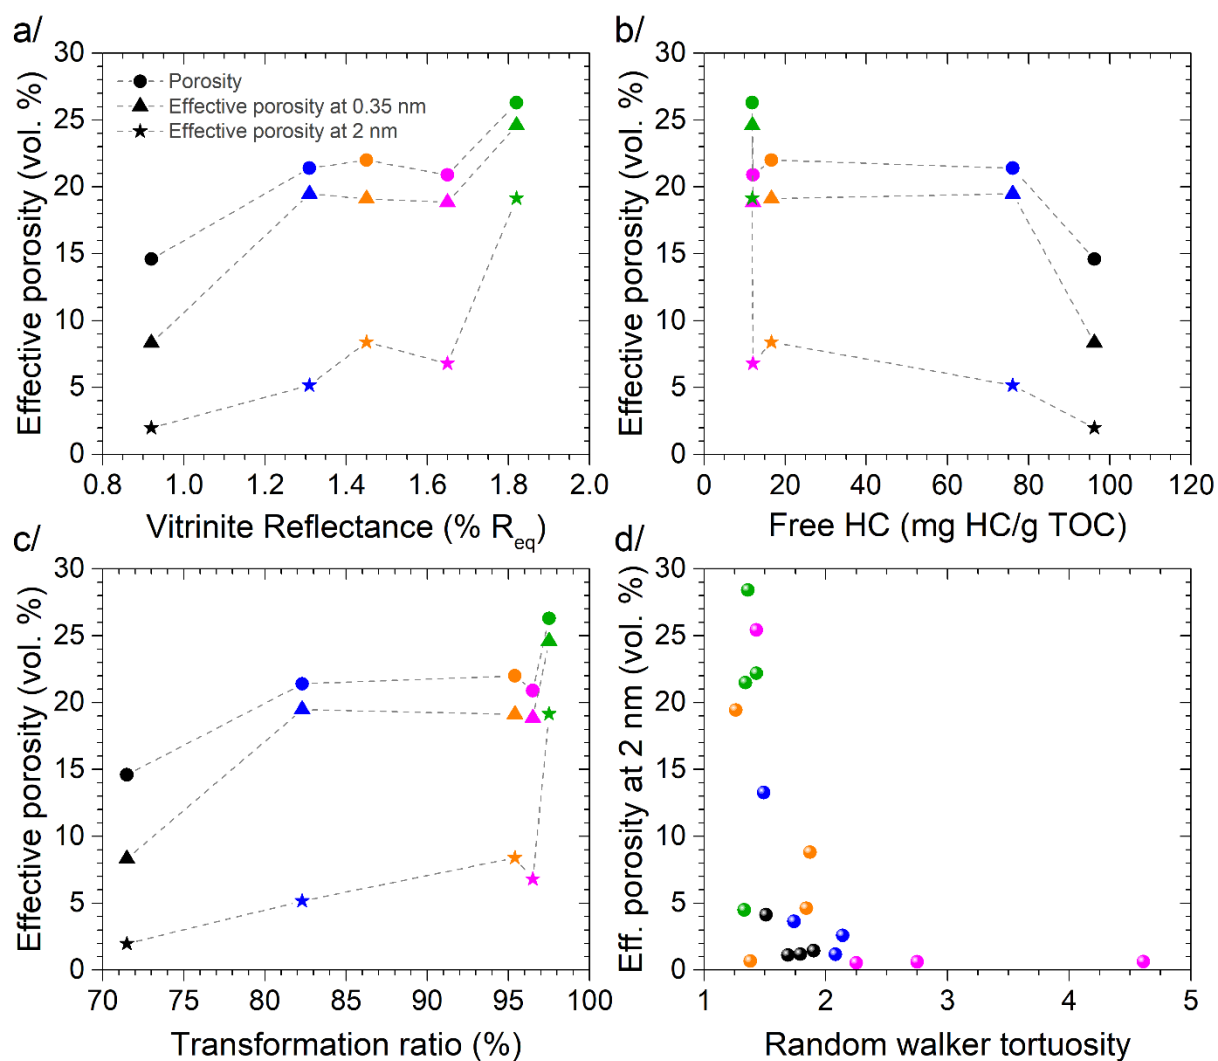 a/
30
25
20
15
10
5
0
Effective porosity (vol. %)
Porosity
Effective porosity at 0.35 nm
Effective porosity at 2 nm
0.8 1.0 1.2 1.4 1.6 1.8 2.0
Vitrinite Reflectance (% Req)
b/
30
25
20
15
10
5
0
Effective porosity (vol. %)
0 20 40 60 80 100 120
Free HC (mg HC/g TOC)
c/
30
25
20
15
10
5
0
Effective porosity (vol. %)
70 75 80 85 90 95 100
Transformation ratio (%)
d/
30
25
20
15
10
5
0
Eff. porosity at 2 nm (vol. %)
1 2 3 4 5
Random walker tortuosity